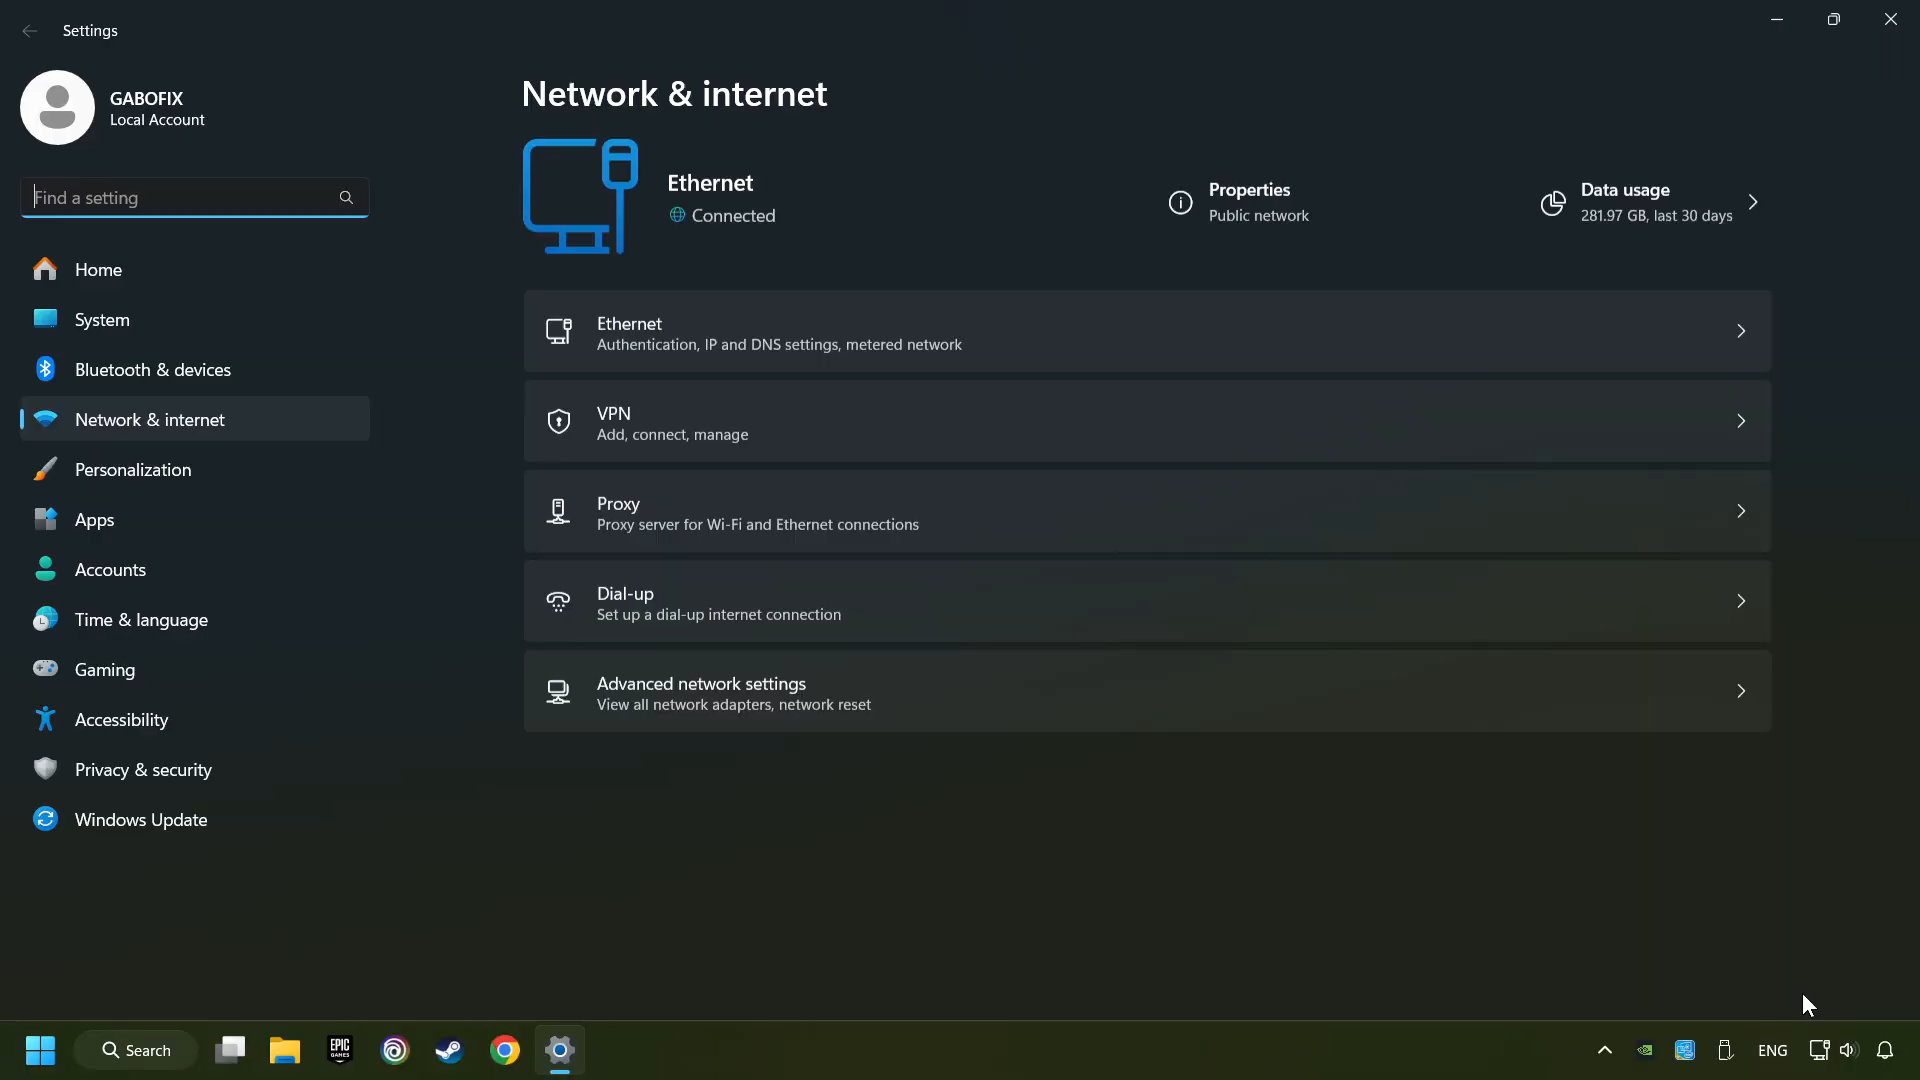 Settings
GABOFIX
Local Account
Find a setting
Home
System
Bluetooth & devices
Network & internet
Personalization
Apps
Accounts
Time & language
Gaming
Accessibility
Privacy & security
Windows Update
Network & internet
Ethernet
Connected
Properties
Public network
Data usage
281.97 GB, last 30 days
Ethernet
Authentication, IP and DNS settings, metered network
VPN
Add, connect, manage
Proxy
Proxy server for Wi-Fi and Ethernet connections
Dial-up
Set up a dial-up internet connection
Advanced network settings
View all network adapters, network reset
Search
EPIC
GAMES
ENG